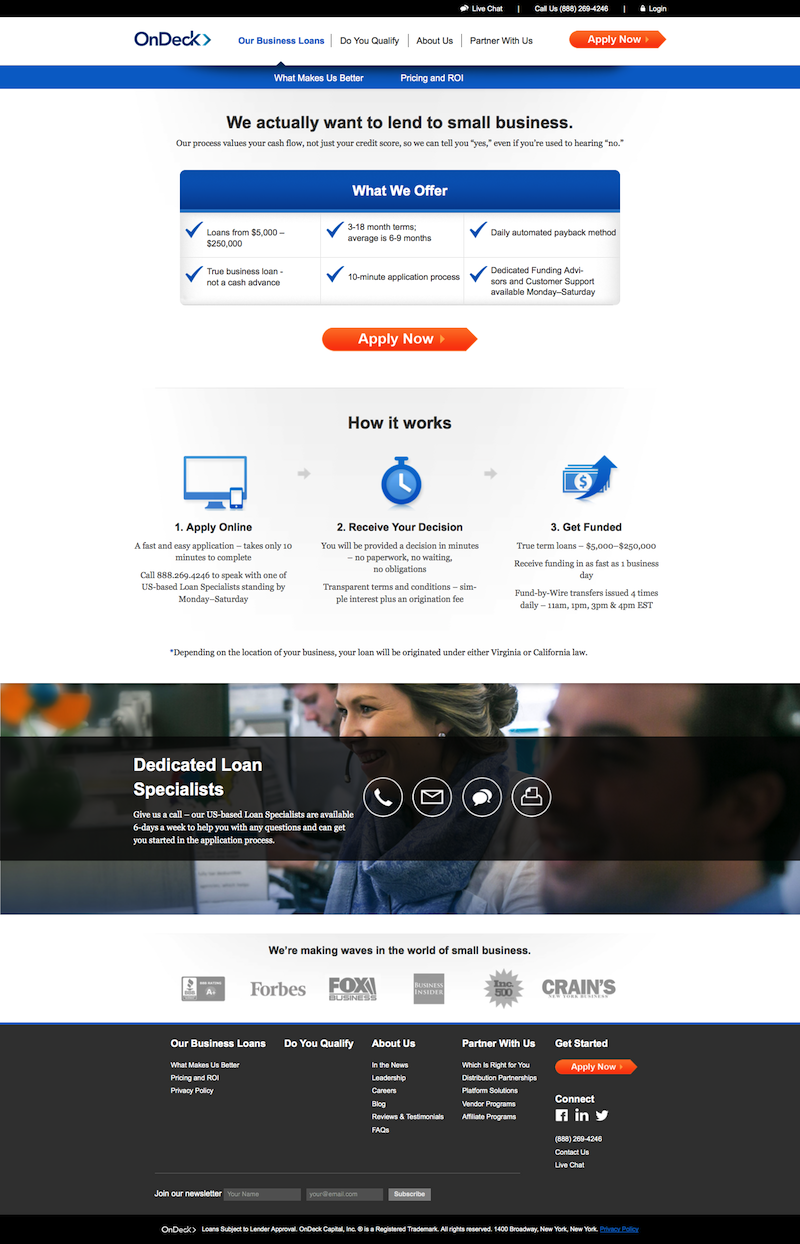 Live Chat | Call Us (888) 269-4246 | Login
OnDeck Our Business Loans Do You Qualify About Us Partner With Us Apply Now
What Makes Us Better Pricing and ROI
We actually want to lend to small business.
Our process values your cash flow, not just your credit score, so we can tell you “yes,” even if you're used to hearing “no.”
What We Offer
Loans from $5,000 –
$250,000
3-18 month terms;
average is 6-9 months
Daily automated payback method
True business loan -
not a cash advance
10-minute application process
Dedicated Funding Advi-
sors and Customer Support
available Monday–Saturday
Apply Now
How it works
1. Apply Online
A fast and easy application – takes only 10
minutes to complete
Call 888.269.4246 to speak with one of
US-based Loan Specialists standing by
Monday–Saturday
2. Receive Your Decision
You will be provided a decision in minutes
– no paperwork, no waiting,
no obligations
Transparent terms and conditions – sim-
ple interest plus an origination fee
$
3. Get Funded
True term loans – $5,000–$250,000
Receive funding in as fast as 1 business
day
Fund-by-Wire transfers issued 4 times
daily – 11am, 1pm, 3pm & 4pm EST
*Depending on the location of your business, your loan will be originated under either Virginia or California law.
Dedicated Loan
Specialists
Give us a call – our US-based Loan Specialists are available
6-days a week to help you with any questions and can get
you started in the application process.
We're making waves in the world of small business.
BBB RATING
A+
Forbes
FOX
BUSINESS
BUSINESS
INSIDER
Inc.
500
CRAIN'S
NEW YORK BUSINESS
Our Business Loans
What Makes Us Better
Pricing and ROI
Privacy Policy
Do You Qualify
About Us
In the News
Leadership
Careers
Blog
Reviews & Testimonials
FAQs
Partner With Us
Which Is Right for You
Distribution Partnerships
Platform Solutions
Vendor Programs
Affiliate Programs
Get Started
Apply Now
Connect
(888) 269-4246
Contact Us
Live Chat
Join our newsletter Your Name your@email.com Subscribe
OnDeck Loans Subject to Lender Approval. OnDeck Capital, Inc. ® is a Registered Trademark. All rights reserved. 1400 Broadway, New York, New York. Privacy Policy